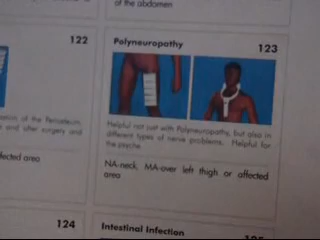 of the abdomen
122
Polyneuropathy 123
of the Periosteum,
and after surgery and
affected area
Helpful not just with Polyneuropathy, but also in
different types of nerve problems. Helpful for
the psyche.
NA-neck; MA-over left thigh or affected
area
124
Intestinal Infection